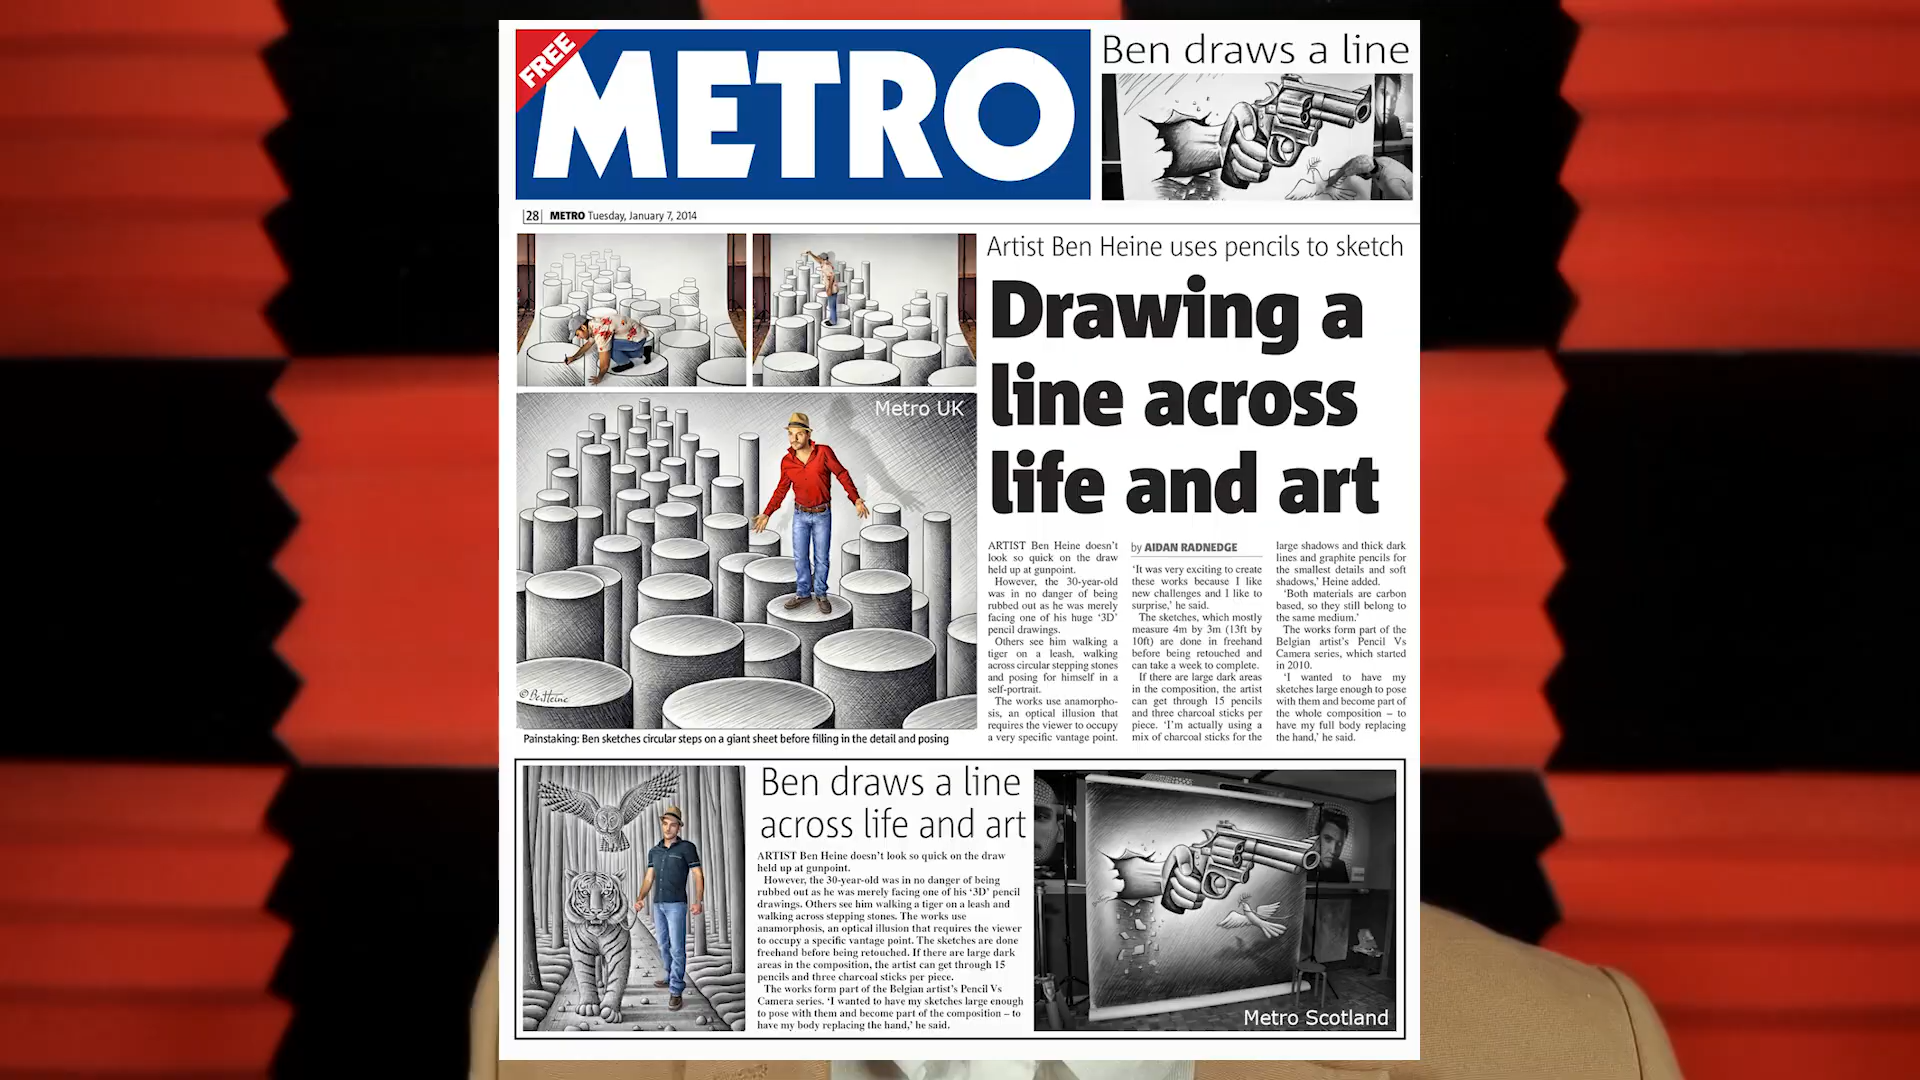 FREE
METRO
Ben draws a line
28 METRO Tuesday, January 7, 2014
Metro UK
© Ben Heine
Painstaking: Ben sketches circular steps on a giant sheet before filling in the detail and posing
Artist Ben Heine uses pencils to sketch
Drawing a
line across
life and art
ARTIST Ben Heine doesn't
look so quick on the draw
held up at gunpoint.
However, the 30-year-old
was in no danger of being
rubbed out as he was merely
facing one of his huge '3D'
pencil drawings.
Others see him walking a
tiger on a leash, walking
across circular stepping stones
and posing for himself in a
self-portrait.
The works use anamorpho-
sis, an optical illusion that
requires the viewer to occupy
a very specific vantage point.
by AIDAN RADNEDGE
'It was very exciting to create
these works because I like
new challenges and I like to
surprise,' he said.
The sketches, which mostly
measure 4m by 3m (13ft by
10ft) are done in freehand
before being retouched and
can take a week to complete.
If there are large dark areas
in the composition, the artist
can get through 15 pencils
and three charcoal sticks per
piece. 'I'm actually using a
mix of charcoal sticks for the
large shadows and thick dark
lines and graphite pencils for
the smallest details and soft
shadows,' Heine added.
'Both materials are carbon
based, so they still belong to
the same medium.'
The works form part of the
Belgian artist's Pencil Vs
Camera series, which started
in 2010.
'I wanted to have my
sketches large enough to pose
with them and become part of
the whole composition – to
have my full body replacing
the hand,' he said.
Ben draws a line
across life and art
ARTIST Ben Heine doesn't look so quick on the draw
held up at gunpoint.
However, the 30-year-old was in no danger of being
rubbed out as he was merely facing one of his '3D' pencil
drawings. Others see him walking a tiger on a leash and
walking across stepping stones. The works use
anamorphosis, an optical illusion that requires the viewer
to occupy a specific vantage point. The sketches are done
freehand before being retouched. If there are large dark
areas in the composition, the artist can get through 15
pencils and three charcoal sticks per piece.
The works form part of the Belgian artist's Pencil Vs
Camera series. 'I wanted to have my sketches large enough
to pose with them and become part of the composition – to
have my body replacing the hand,' he said.
Metro Scotland